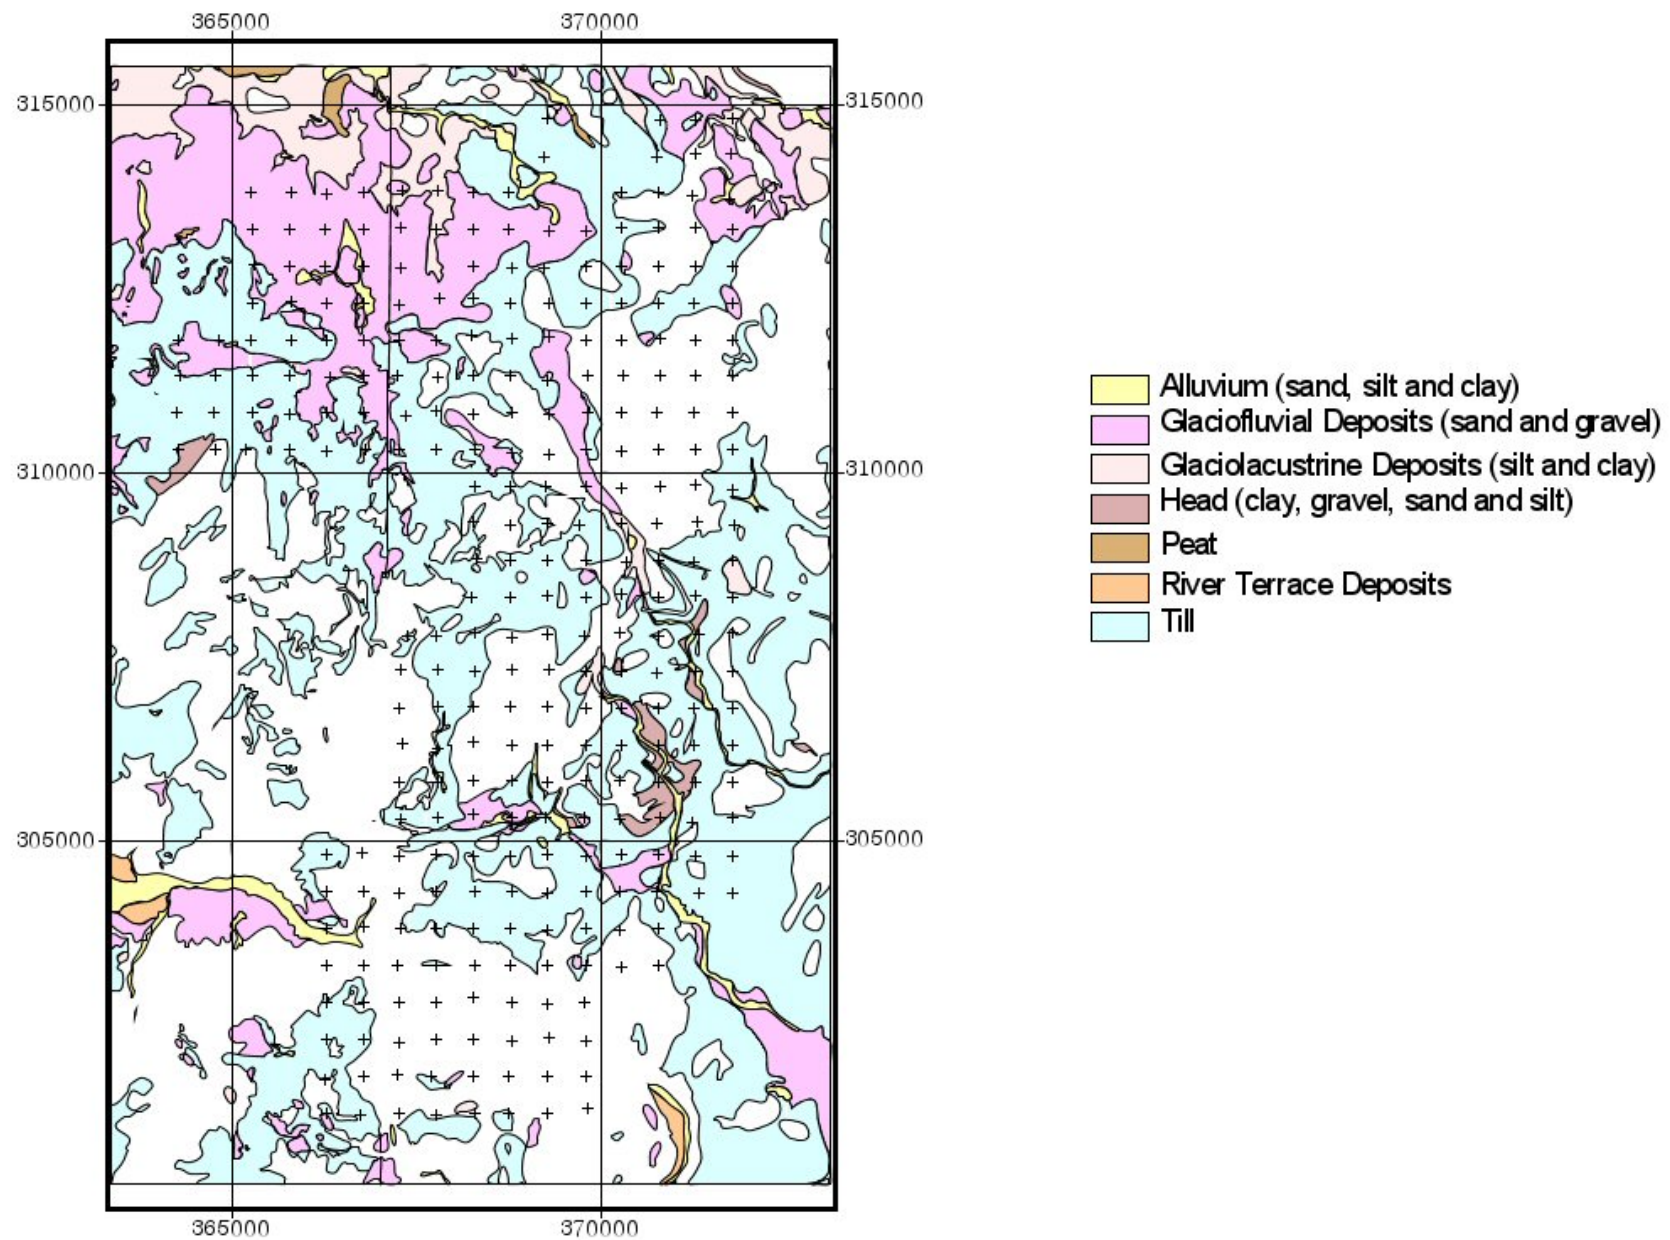 365000 370000
315000 315000
310000 310000
305000 305000
365000 370000
Alluvium (sand, silt and clay)
Glaciofluvial Deposits (sand and gravel)
Glaciolacustrine Deposits (silt and clay)
Head (clay, gravel, sand and silt)
Peat
River Terrace Deposits
Till